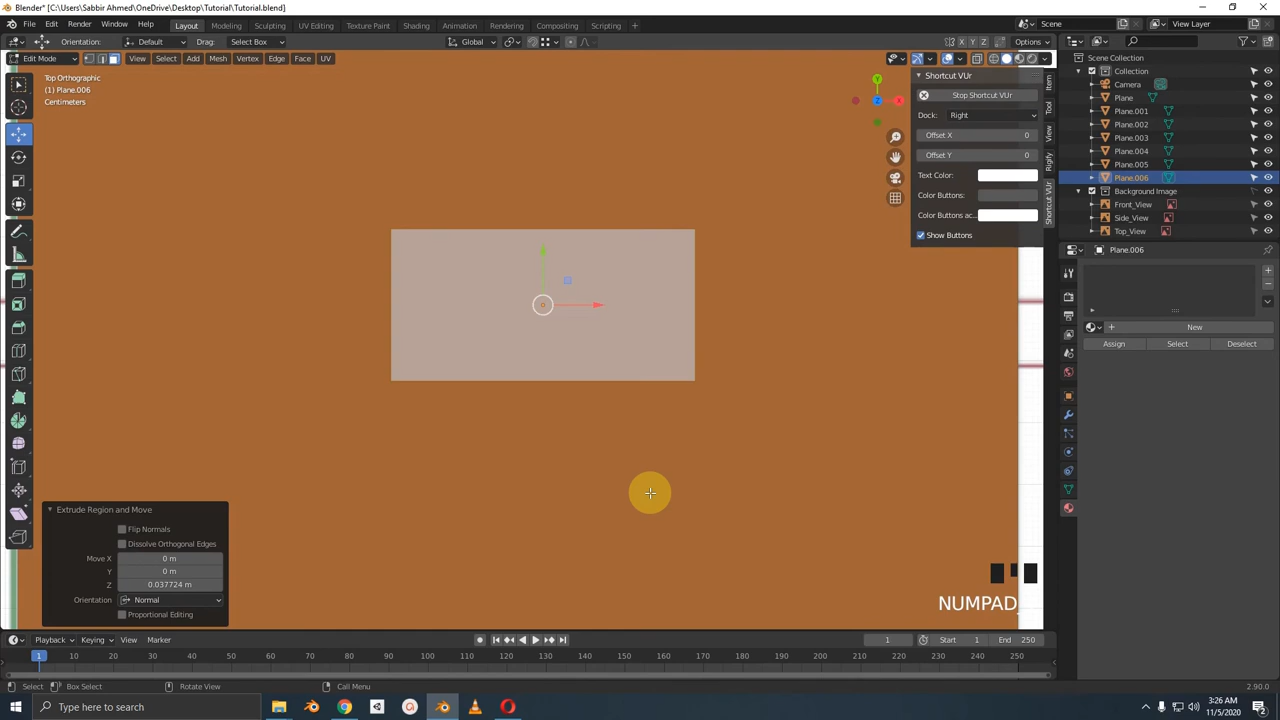 Blender* [C:\Users\Sabbir Ahmed\OneDrive\Desktop\Tutorial\Tutorial.blend]
File Edit Render Window Help Layout Modeling Sculpting UV Editing Texture Paint Shading Animation Rendering Compositing Scripting Scene View Layer
Orientation: Default Drag: Select Box Global X Y Z Options
Edit Mode View Select Add Mesh Vertex Edge Face UV
Top Orthographic
(1) Plane.006
Centimeters
Y
X
Z
Shortcut VUr
Stop Shortcut VUr
Dock: Right
Offset X 0
Offset Y 0
Text Color:
Color Buttons:
Color Buttons ac...
Show Buttons
Item
Tool
View
Rigify
Shortcut VUr
Scene Collection
Collection
Camera
Plane
Plane.001
Plane.002
Plane.003
Plane.004
Plane.005
Plane.006
Background Image
Front_View
Side_View
Top_View
Plane.006
New
Assign Select Deselect
Extrude Region and Move
Flip Normals
Dissolve Orthogonal Edges
Move X 0 m
Y 0 m
Z 0.037724 m
Orientation Normal
Proportional Editing
NUMPAD_
Playback Keying View Marker 1 Start 1 End 250
1 10 20 30 40 50 60 70 80 90 100 110 120 130 140 150 160 170 180 190 200 210 220 230 240 250
Select Box Select Rotate View Call Menu 2.90.0
Type here to search
3:26 AM
11/5/2020
2